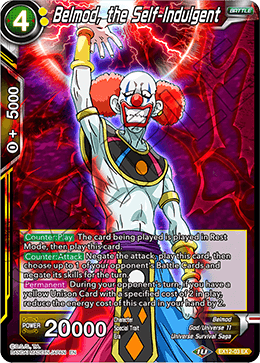 4
Belmod, the Self-Indulgent
BATTLE
5000
Counter:Play The card being played is played in Rest
Mode, then play this card.
Counter:Attack Negate the attack, play this card, then
choose up to 1 of your opponent's Battle Cards and
negate its skills for the turn.
Permanent During your opponent's turn, if you have a
yellow Unison Card with a specified cost of 2 in play,
reduce the energy cost of this card in your hand by 2.
POWER
20000
Character Belmod
Special Trait God/Universe 11
Era Universe Survival Saga
EX12-03 EX